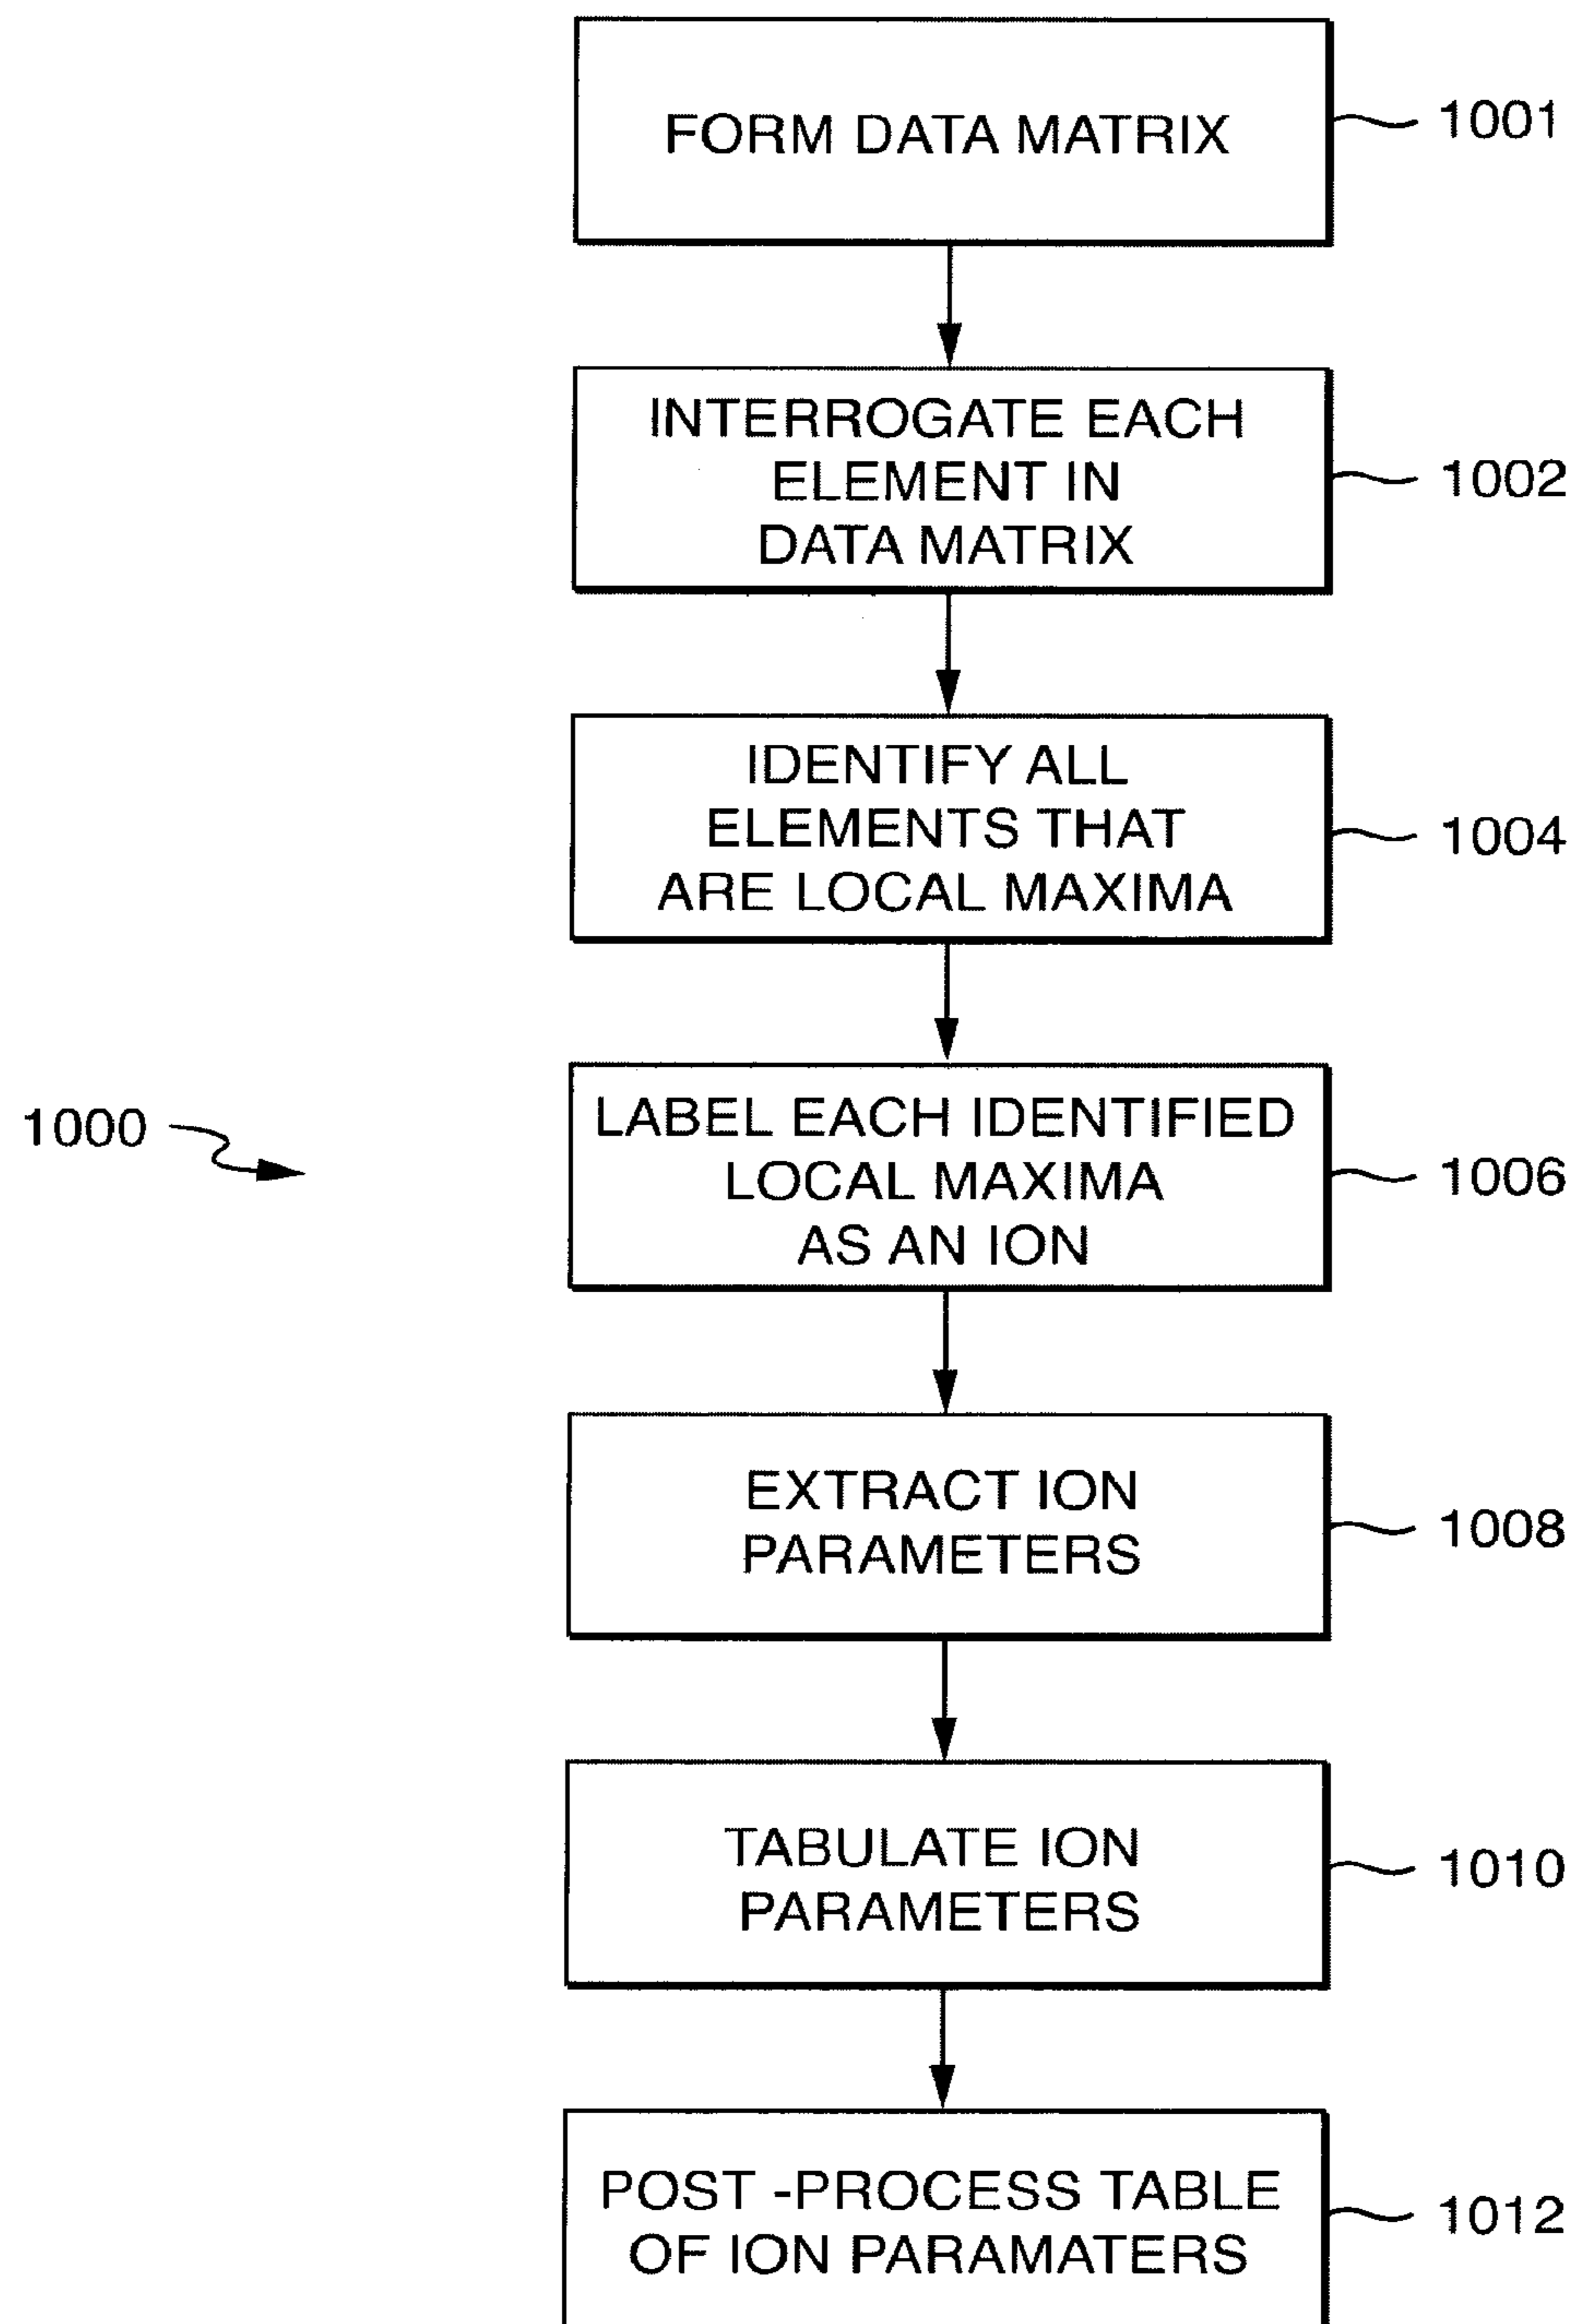 FORM DATA MATRIX
1001
INTERROGATE EACH
ELEMENT IN
DATA MATRIX
1002
IDENTIFY ALL
ELEMENTS THAT
ARE LOCAL MAXIMA
1004
LABEL EACH IDENTIFIED
LOCAL MAXIMA
AS AN ION
1006
1000
EXTRACT ION
PARAMETERS
1008
TABULATE ION
PARAMETERS
1010
POST -PROCESS TABLE
OF ION PARAMATERS
1012